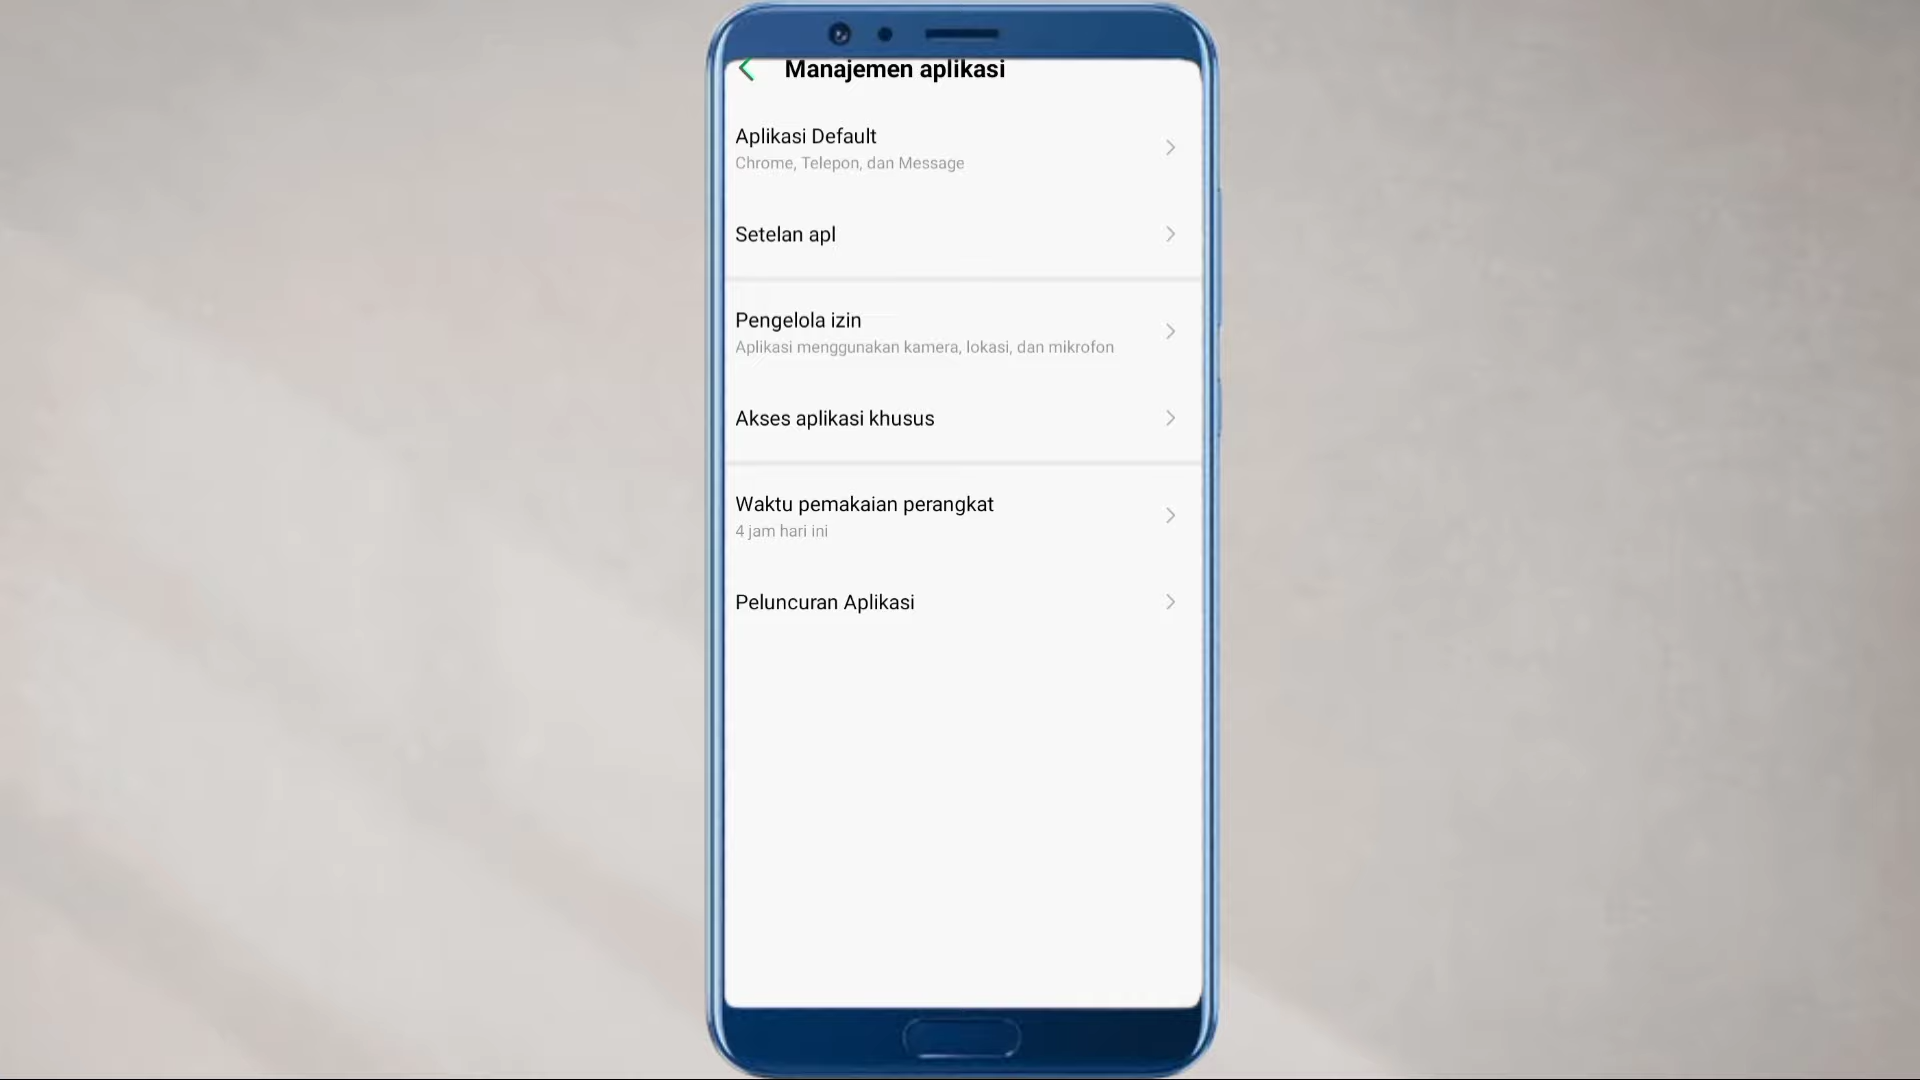 Manajemen aplikasi
Aplikasi Default
Chrome, Telepon, dan Message
Setelan apl
Pengelola izin
Aplikasi menggunakan kamera, lokasi, dan mikrofon
Akses aplikasi khusus
Waktu pemakaian perangkat
4 jam hari ini
Peluncuran Aplikasi